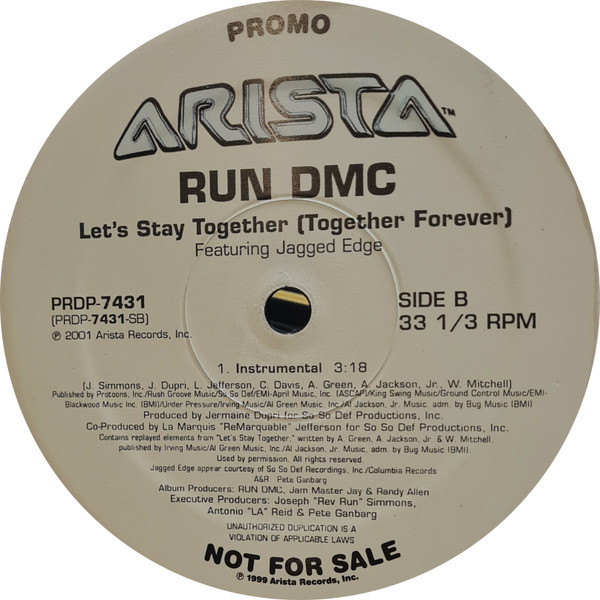 PROMO
ARISTA™
RUN DMC
Let's Stay Together (Together Forever)
Featuring Jagged Edge
PRDP-7431
(PRDP-7431-SB)
℗ 2001 Arista Records, Inc.
SIDE B
33 1/3 RPM
1. Instrumental 3:18
(J. Simmons, J. Dupri, L. Jefferson, C. Davis, A. Green, A. Jackson, Jr., W. Mitchell)
Published by Protoons, Inc/Rush Groove Music/So So Def/EMI-April Music, Inc. (ASCAP)/King Swing Music/Ground Control Music/EMI-
Blackwood Music Inc. (BMI)/Under Pressure/Irving Music/Al Green Music, Inc./Al Jackson, Jr. Music. adm. by Bug Music (BMI)
Produced by Jermaine Dupri for So So Def Productions, Inc.
Co-Produced by La Marquis "ReMarquable" Jefferson for So So Def Productions, Inc.
Contains replayed elements from "Let's Stay Together," written by A. Green, A. Jackson, Jr. & W. Mitchell,
published by Irving Music/Al Green Music, Inc./Al Jackson, Jr. Music, adm. by Bug Music (BMI).
Used by permission. All rights reserved.
Jagged Edge appear courtesy of So So Def Recordings, Inc./Columbia Records
A&R Pete Ganbarg
Album Producers: RUN DMC, Jam Master Jay & Randy Allen
Executive Producers: Joseph "Rev Run" Simmons,
Antonio "LA" Reid & Pete Ganbarg
UNAUTHORIZED DUPLICATION IS A
VIOLATION OF APPLICABLE LAWS
NOT FOR SALE
℗ 1999 Arista Records, Inc.